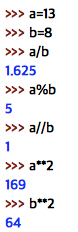 >>> a=13
>>> b=8
>>> a/b
1.625
>>> a%b
5
>>> a//b
1
>>> a**2
169
>>> b**2
64